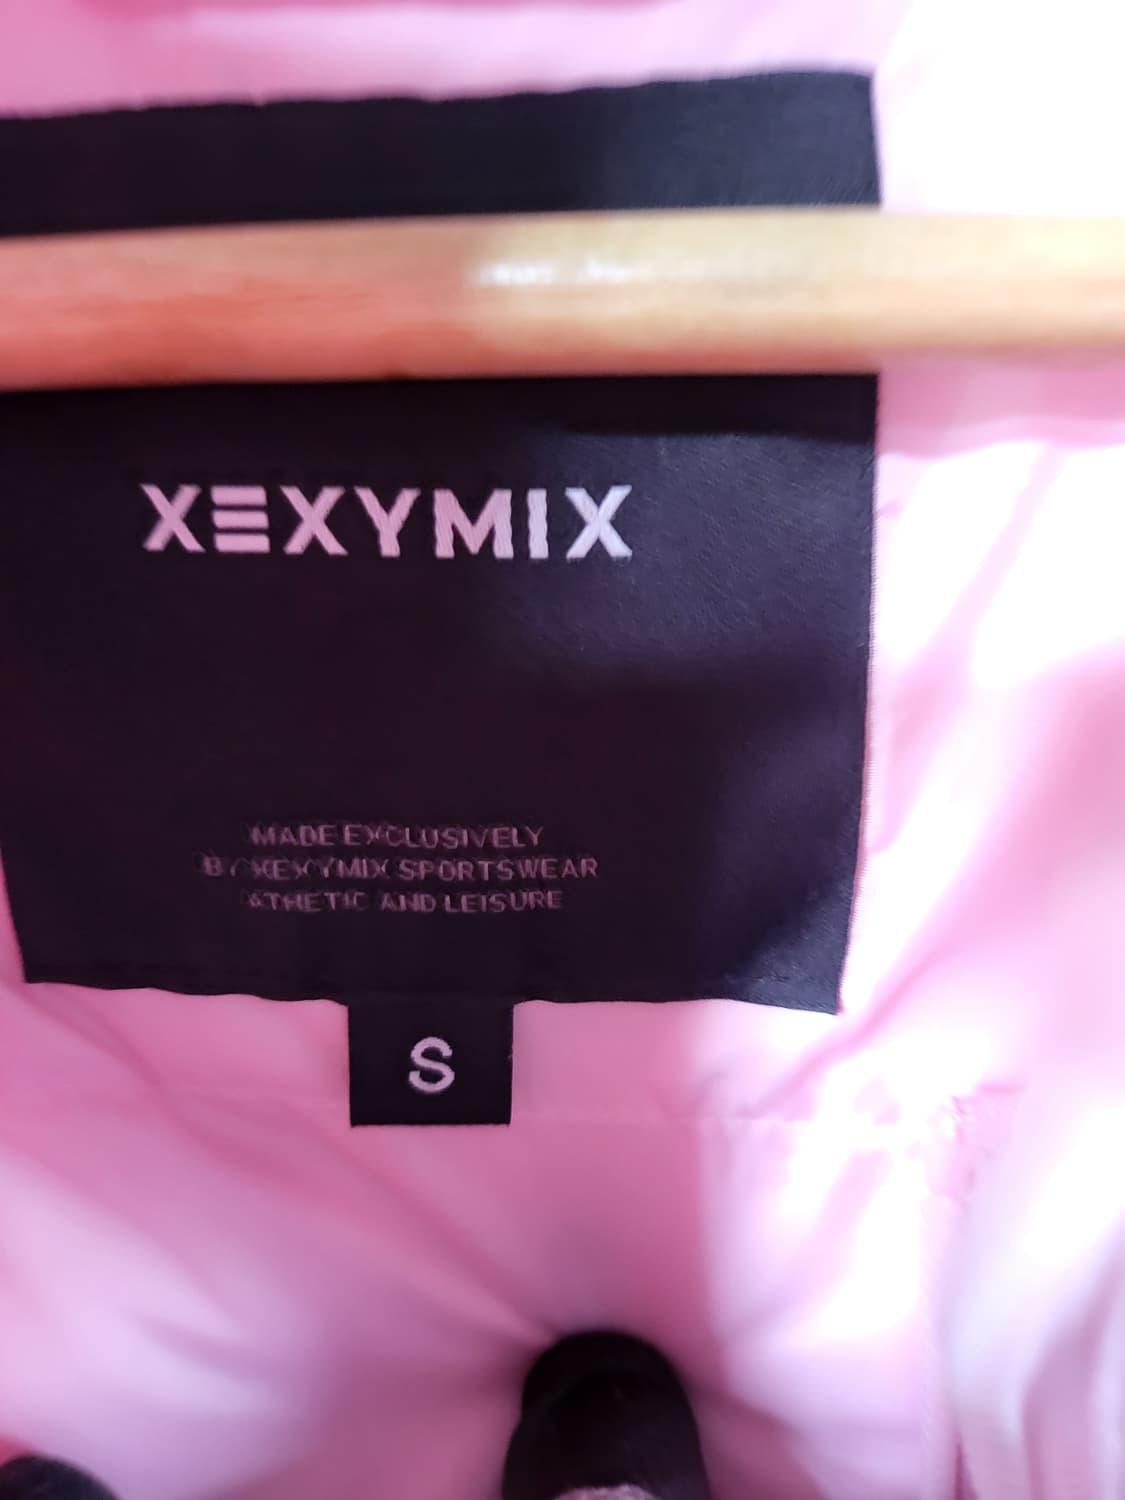 XEXYMIX
MADE EXCLUSIVELY
BY XEXYMIX SPORTSWEAR
ATHETIC AND LEISURE
S